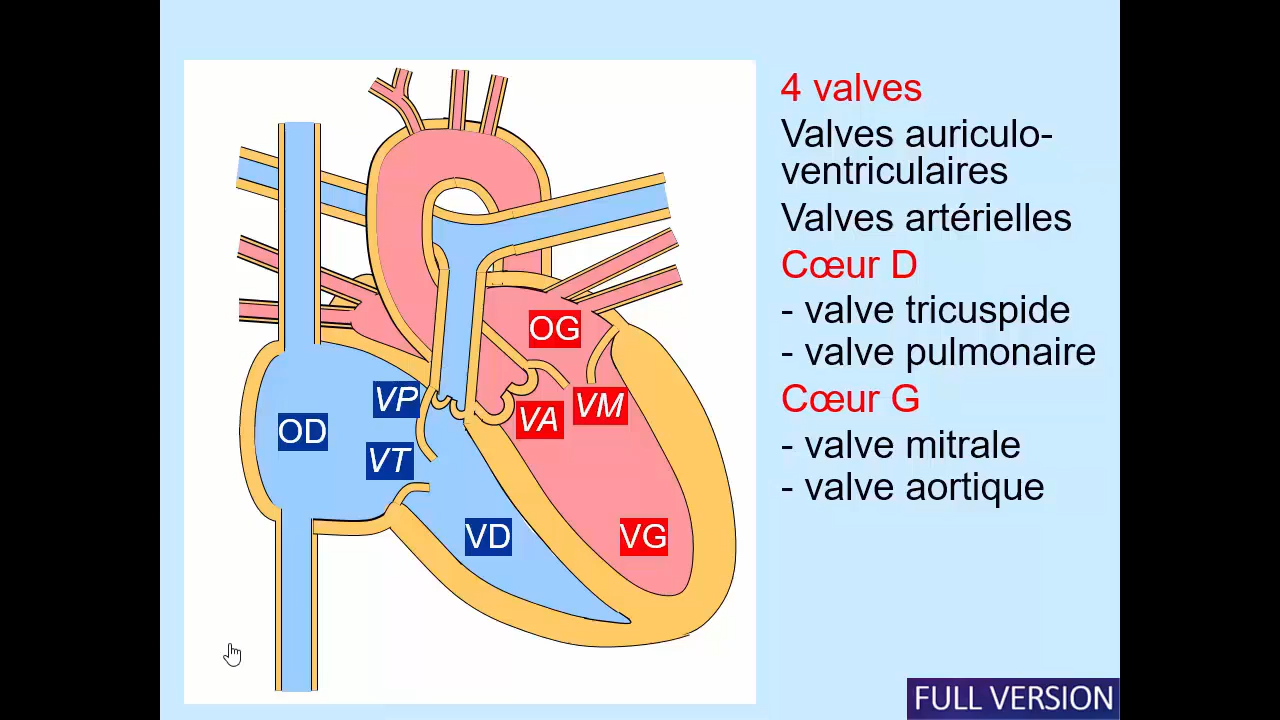 4 valves
Valves auriculo-
ventriculaires
Valves artérielles
Cœur D
- valve tricuspide
- valve pulmonaire
Cœur G
- valve mitrale
- valve aortique
OG
VP
VM
VA
OD
VT
VD
VG
FULL VERSION